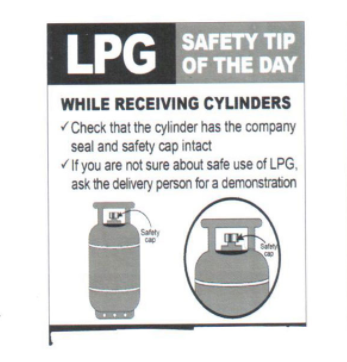 LPG
SAFETY TIP
OF THE DAY
WHILE RECEIVING CYLINDERS
✓ Check that the cylinder has the company
seal and safety cap intact
✓ If you are not sure about safe use of LPG,
ask the delivery person for a demonstration
Safety
cap
Safety
cap